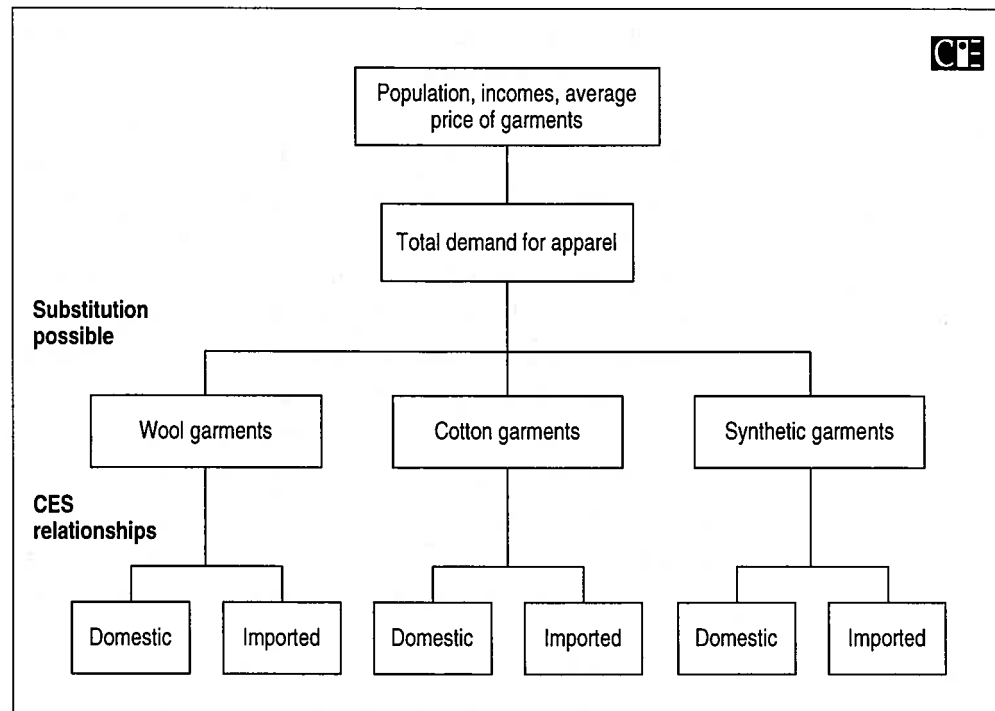 CIE
Population, incomes, average
price of garments
Total demand for apparel
Substitution
possible
Wool garments
Cotton garments
Synthetic garments
CES
relationships
Domestic
Imported
Domestic
Imported
Domestic
Imported